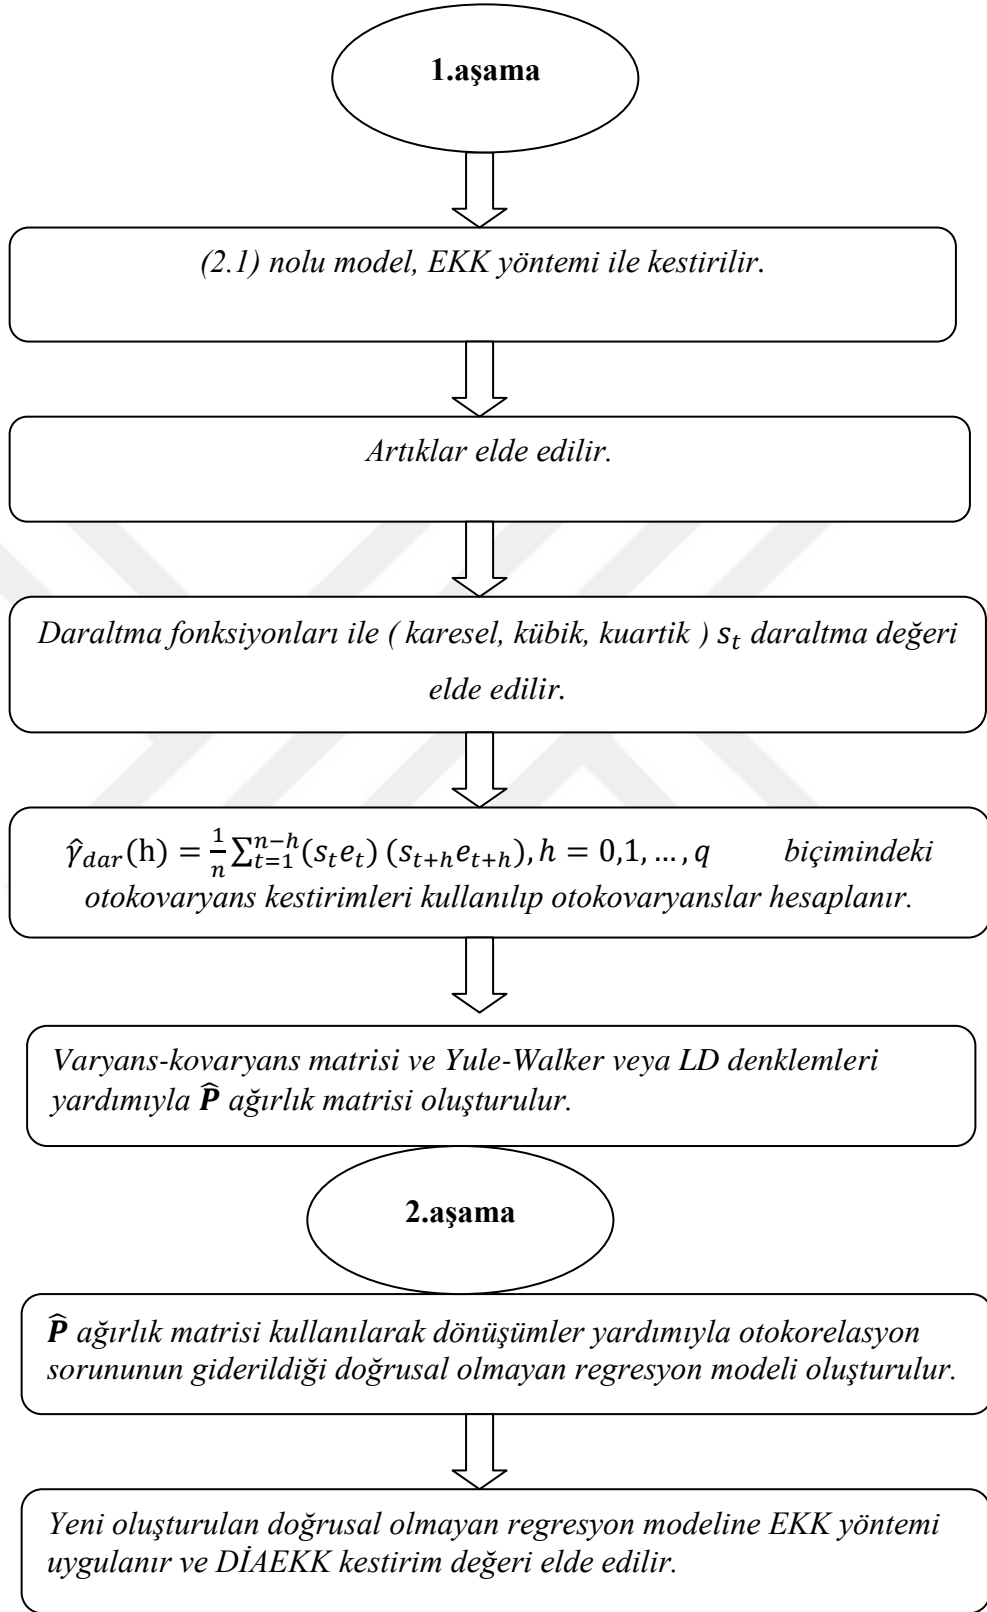 1.aşama
(2.1) nolu model, EKK yöntemi ile kestirilir.
Artıklar elde edilir.
Daraltma fonksiyonları ile ( karesel, kübik, kuartik ) s_t daraltma değeri
elde edilir.
γ̂_{dar}(h) = \frac{1}{n} ∑_{t=1}^{n-h}(s_t e_t) (s_{t+h} e_{t+h}), h = 0,1, … , q biçimindeki
otokovaryans kestirimleri kullanılıp otokovaryanslar hesaplanır.
Varyans-kovaryans matrisi ve Yule-Walker veya LD denklemleri
yardımıyla P̂ ağırlık matrisi oluşturulur.
2.aşama
P̂ ağırlık matrisi kullanılarak dönüşümler yardımıyla otokorelasyon
sorununun giderildiği doğrusal olmayan regresyon modeli oluşturulur.
Yeni oluşturulan doğrusal olmayan regresyon modeline EKK yöntemi
uygulanır ve DİAEKK kestirim değeri elde edilir.